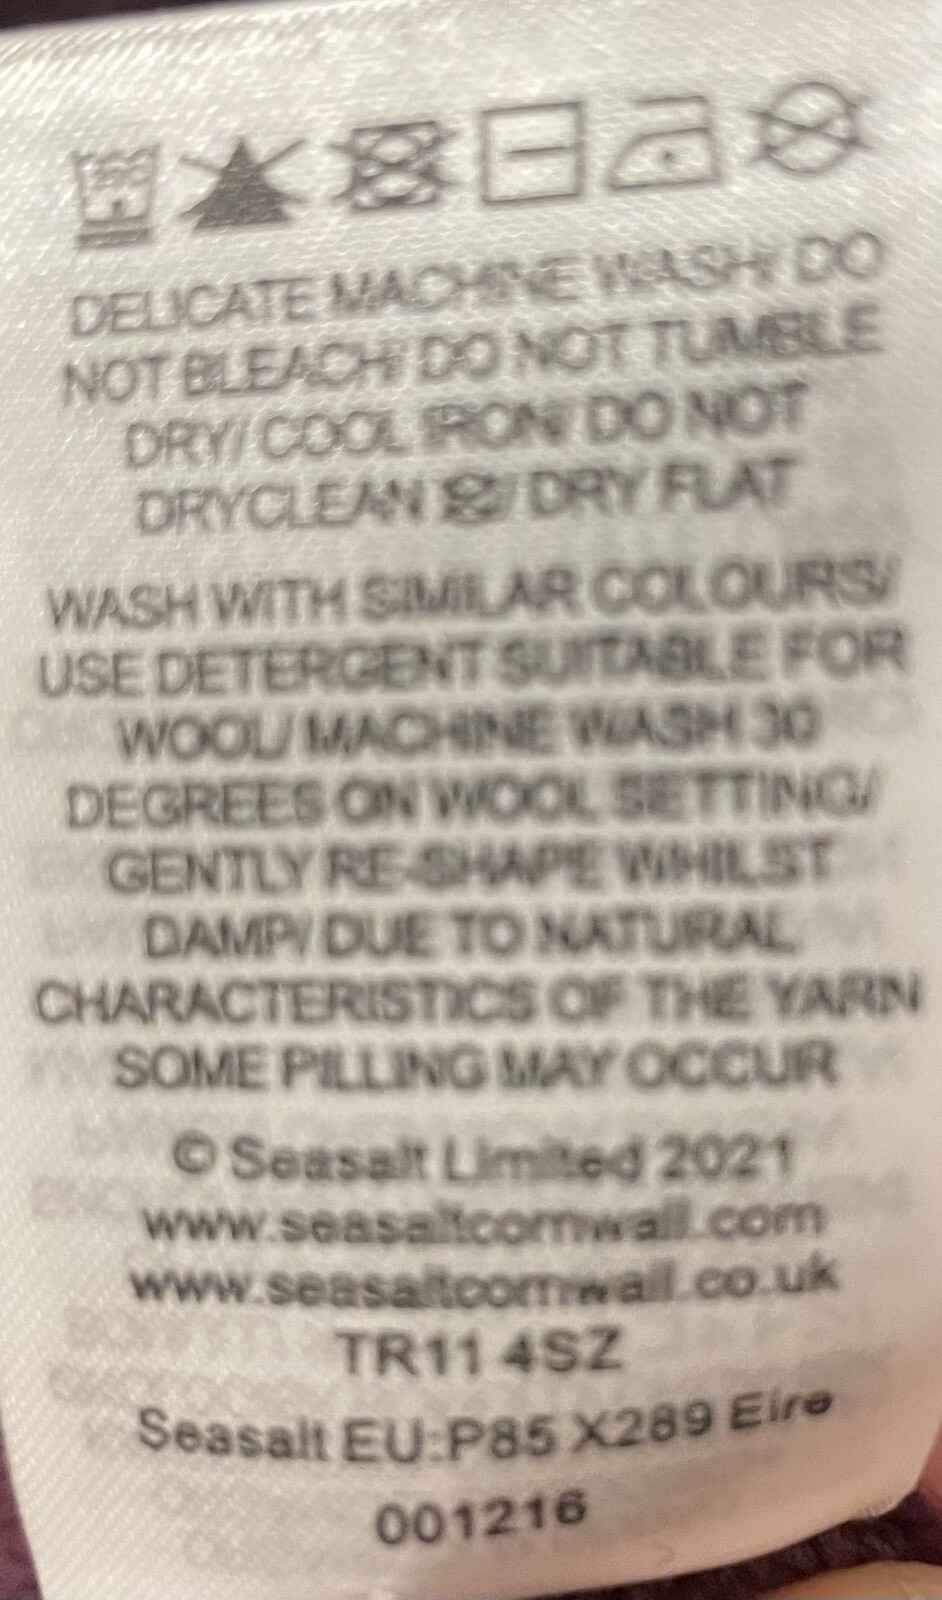 DELICATE MACHINE WASH/ DO
NOT BLEACH/ DO NOT TUMBLE
DRY/ COOL IRON/ DO NOT
DRYCLEAN / DRY FLAT
WASH WITH SIMILAR COLOURS/
USE DETERGENT SUITABLE FOR
WOOL/ MACHINE WASH 30
DEGREES ON WOOL SETTING/
GENTLY RE-SHAPE WHILST
DAMP/ DUE TO NATURAL
CHARACTERISTICS OF THE YARN
SOME PILLING MAY OCCUR
© Seasalt Limited 2021
www.seasaltcornwall.com
www.seasaltcornwall.co.uk
TR11 4SZ
Seasalt EU:P85 X289 Eire
001216